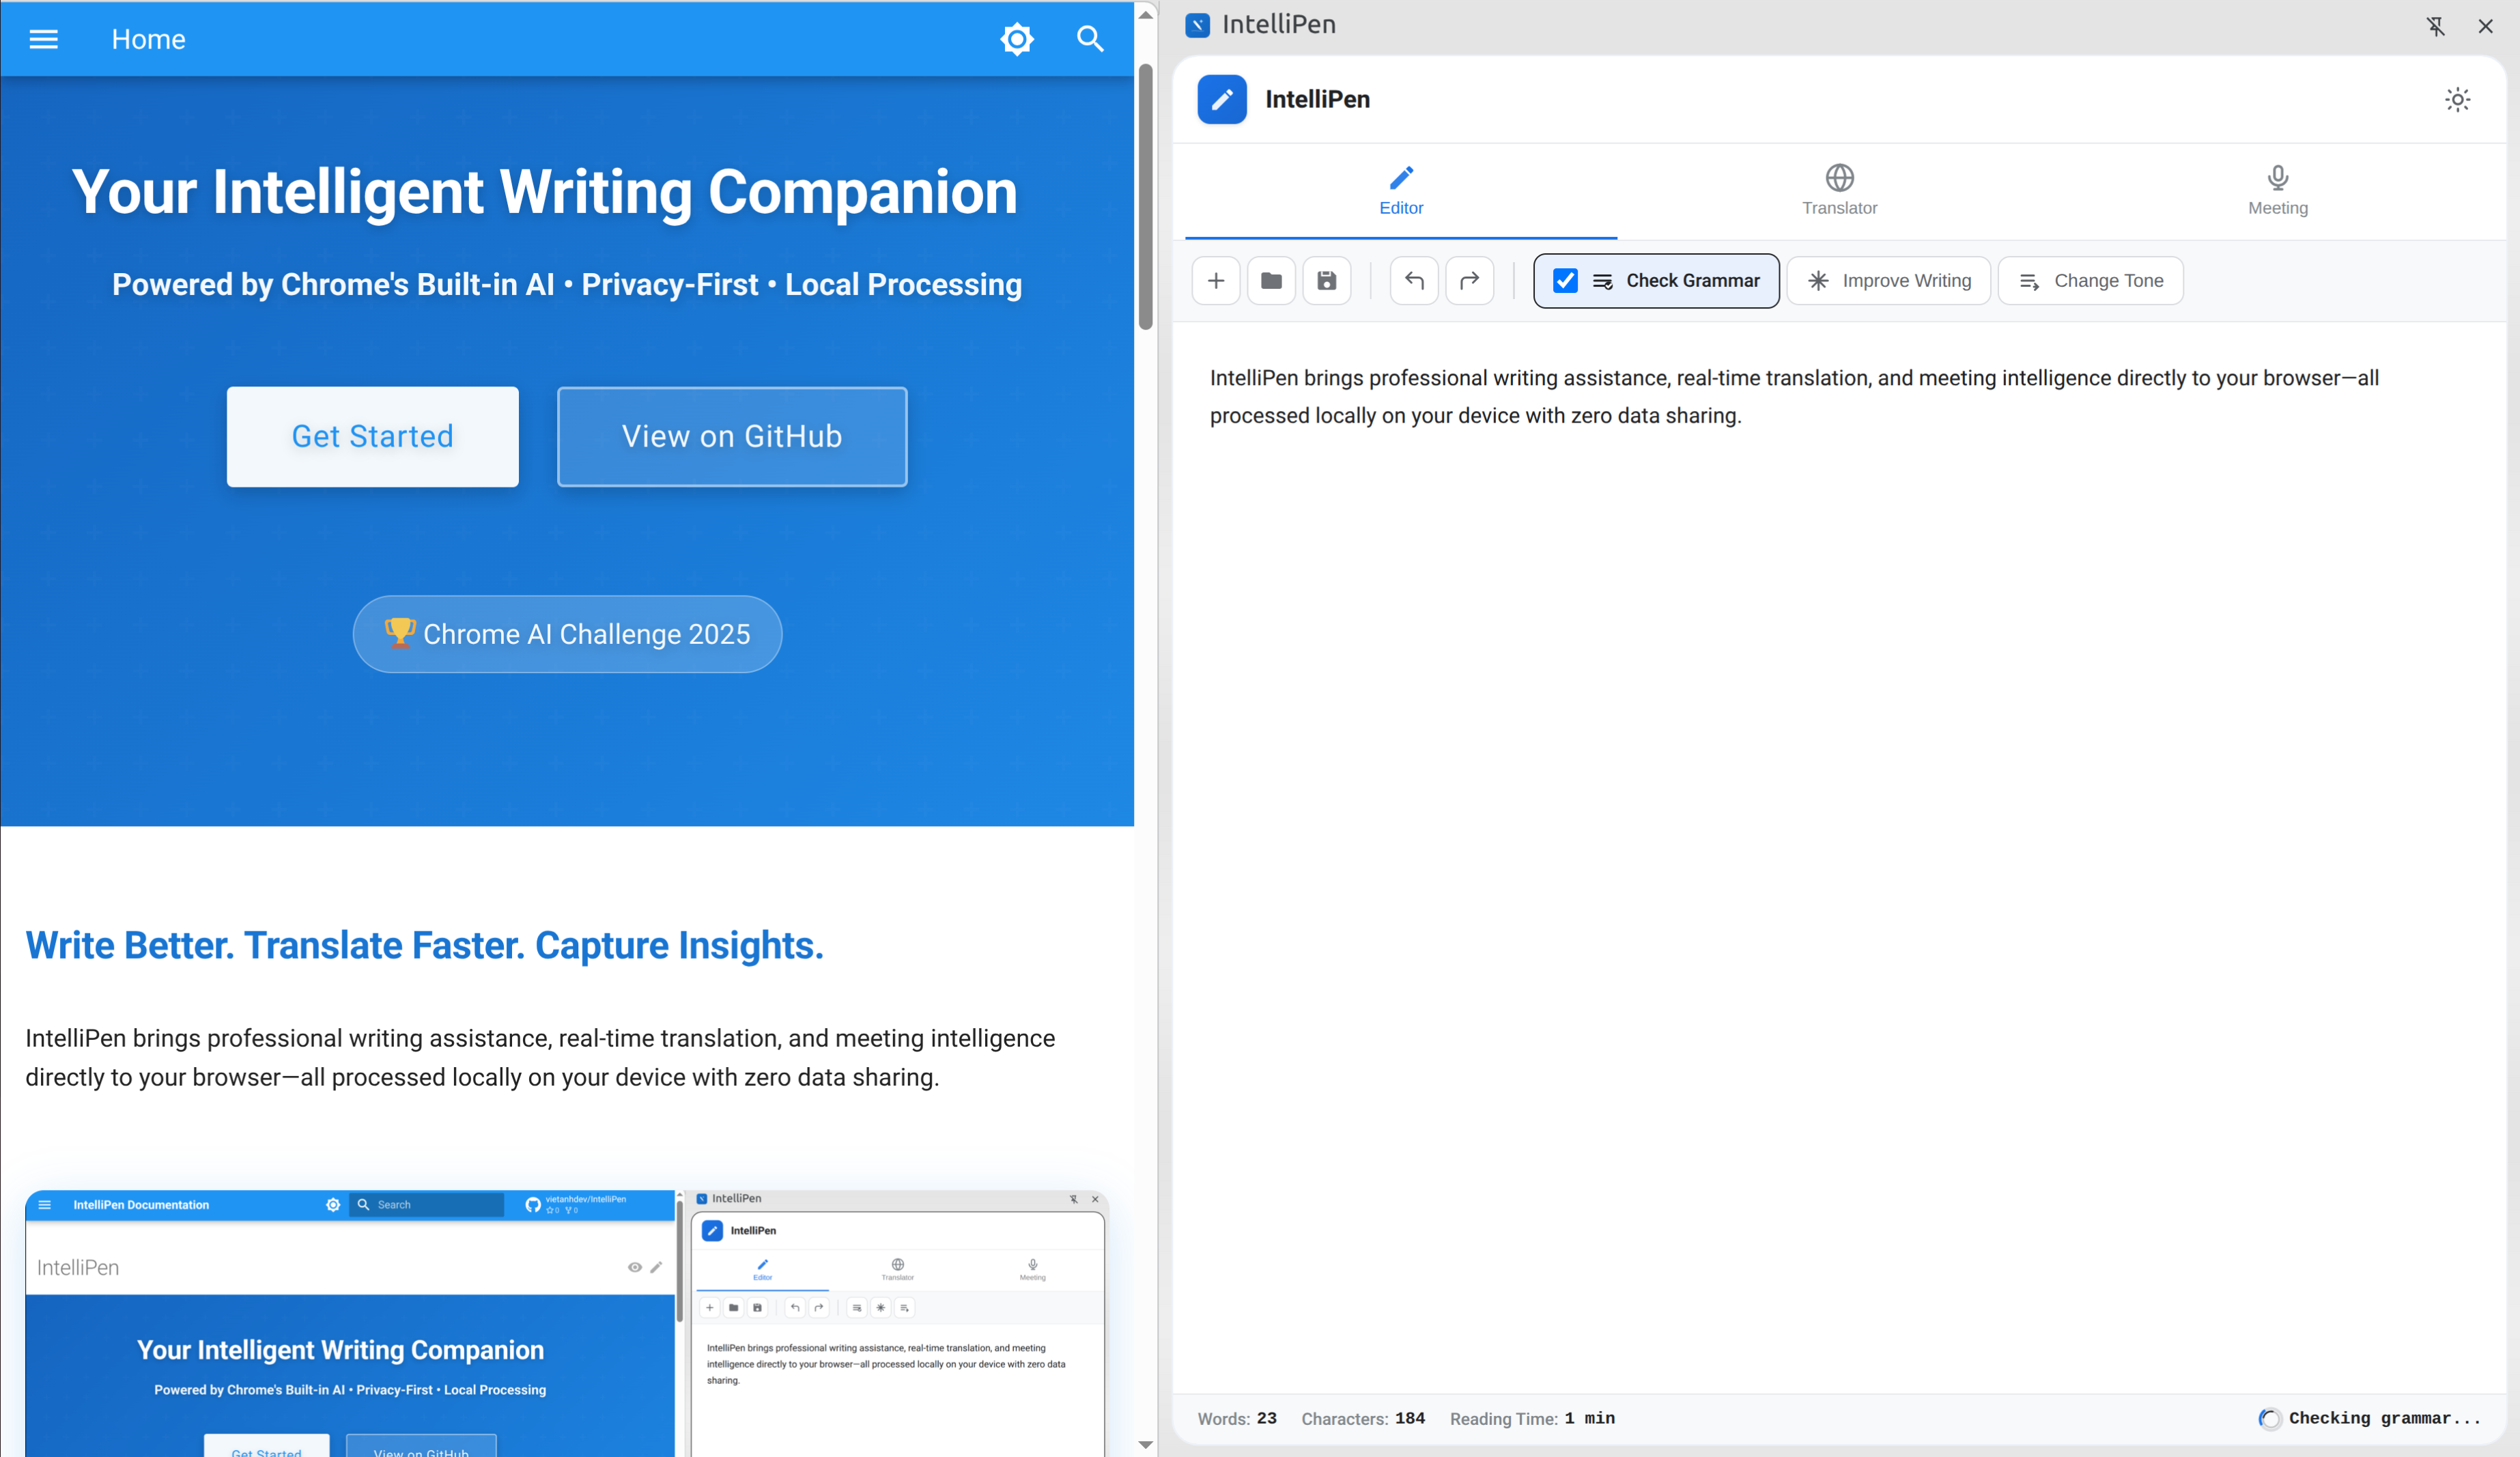 Home
Your Intelligent Writing Companion
Powered by Chrome's Built-in AI • Privacy-First • Local Processing
Get Started
View on GitHub
🏆 Chrome AI Challenge 2025
Write Better. Translate Faster. Capture Insights.
IntelliPen brings professional writing assistance, real-time translation, and meeting intelligence
directly to your browser—all processed locally on your device with zero data sharing.
IntelliPen Documentation
Search
vietanhdev/IntelliPen
0 0
IntelliPen
Your Intelligent Writing Companion
Powered by Chrome's Built-in AI • Privacy-First • Local Processing
Get Started
View on GitHub
IntelliPen
IntelliPen
Editor
Translator
Meeting
IntelliPen brings professional writing assistance, real-time translation, and meeting
intelligence directly to your browser—all processed locally on your device with zero data
sharing.
IntelliPen
IntelliPen
Editor
Translator
Meeting
Check Grammar
Improve Writing
Change Tone
IntelliPen brings professional writing assistance, real-time translation, and meeting intelligence directly to your browser—all
processed locally on your device with zero data sharing.
Words: 23 Characters: 184 Reading Time: 1 min
Checking grammar...